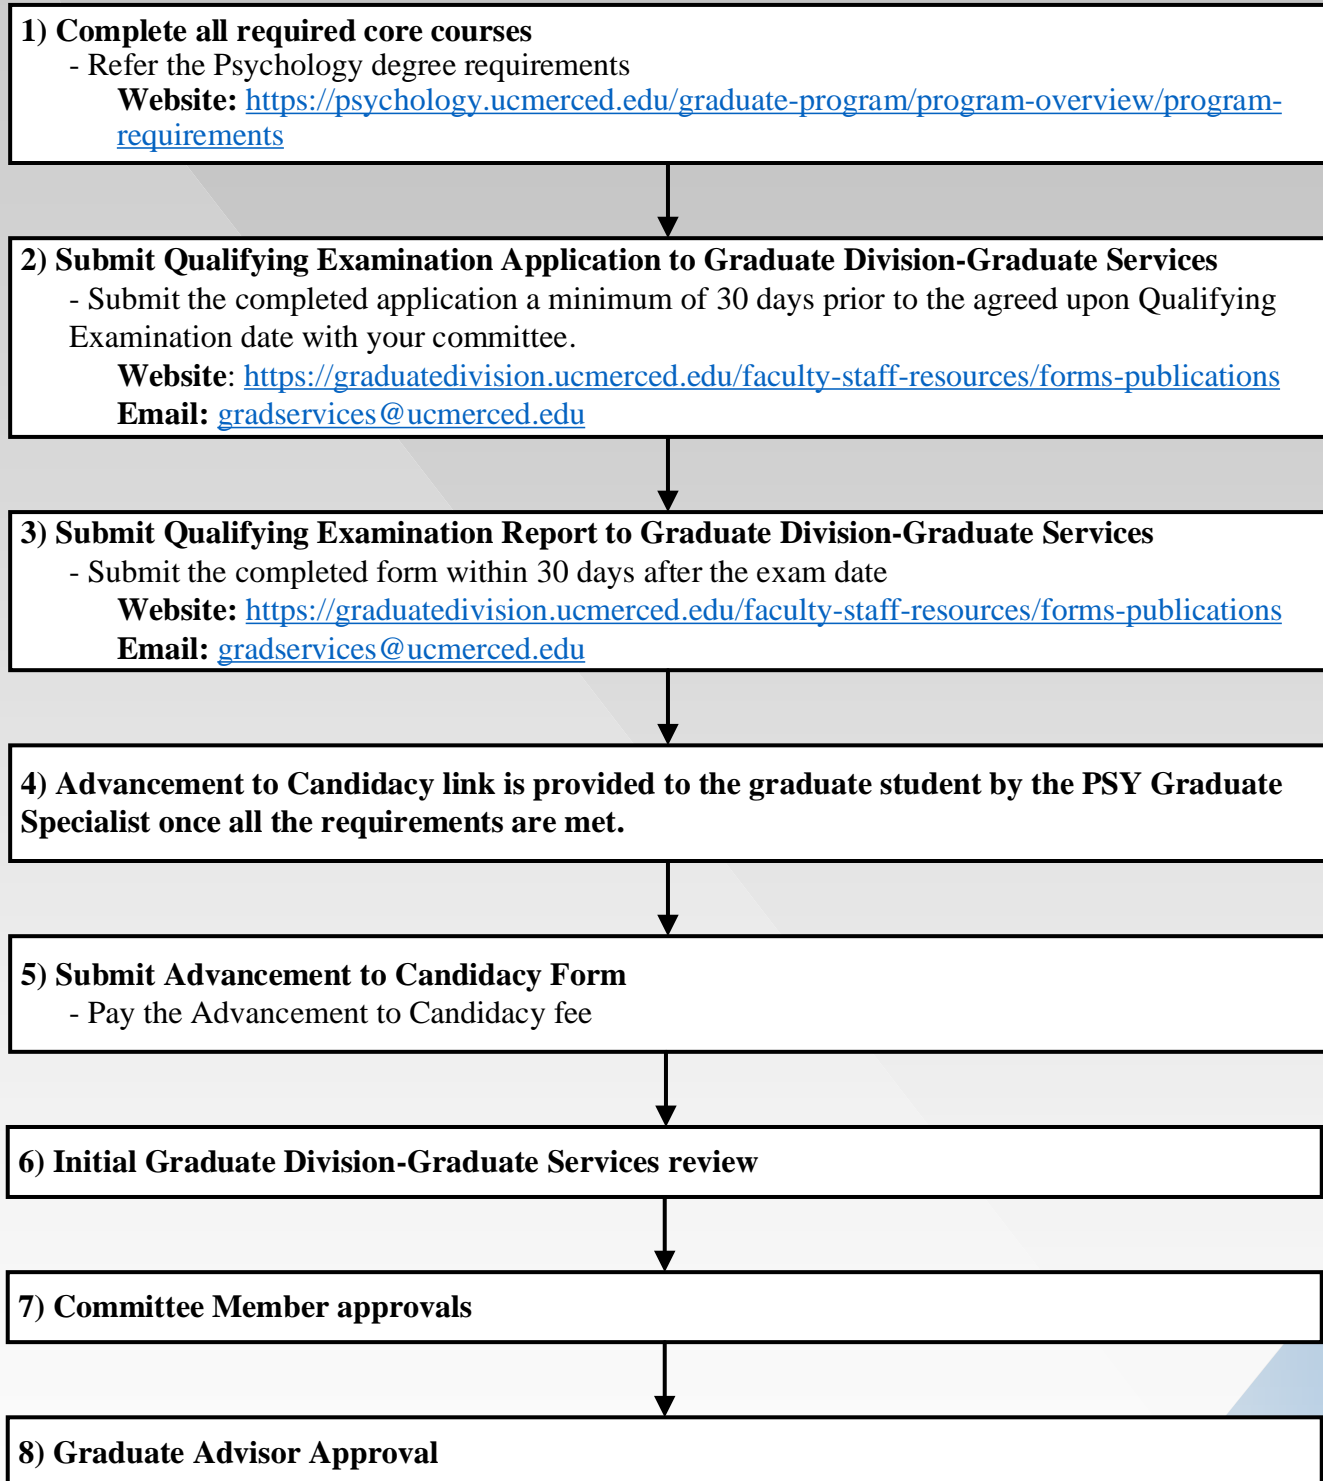 1) Complete all required core courses
- Refer the Psychology degree requirements
Website: https://psychology.ucmerced.edu/graduate-program/program-overview/program-
requirements
2) Submit Qualifying Examination Application to Graduate Division-Graduate Services
- Submit the completed application a minimum of 30 days prior to the agreed upon Qualifying
Examination date with your committee.
Website: https://graduatedivision.ucmerced.edu/faculty-staff-resources/forms-publications
Email: gradservices@ucmerced.edu
3) Submit Qualifying Examination Report to Graduate Division-Graduate Services
- Submit the completed form within 30 days after the exam date
Website: https://graduatedivision.ucmerced.edu/faculty-staff-resources/forms-publications
Email: gradservices@ucmerced.edu
4) Advancement to Candidacy link is provided to the graduate student by the PSY Graduate
Specialist once all the requirements are met.
5) Submit Advancement to Candidacy Form
- Pay the Advancement to Candidacy fee
6) Initial Graduate Division-Graduate Services review
7) Committee Member approvals
8) Graduate Advisor Approval